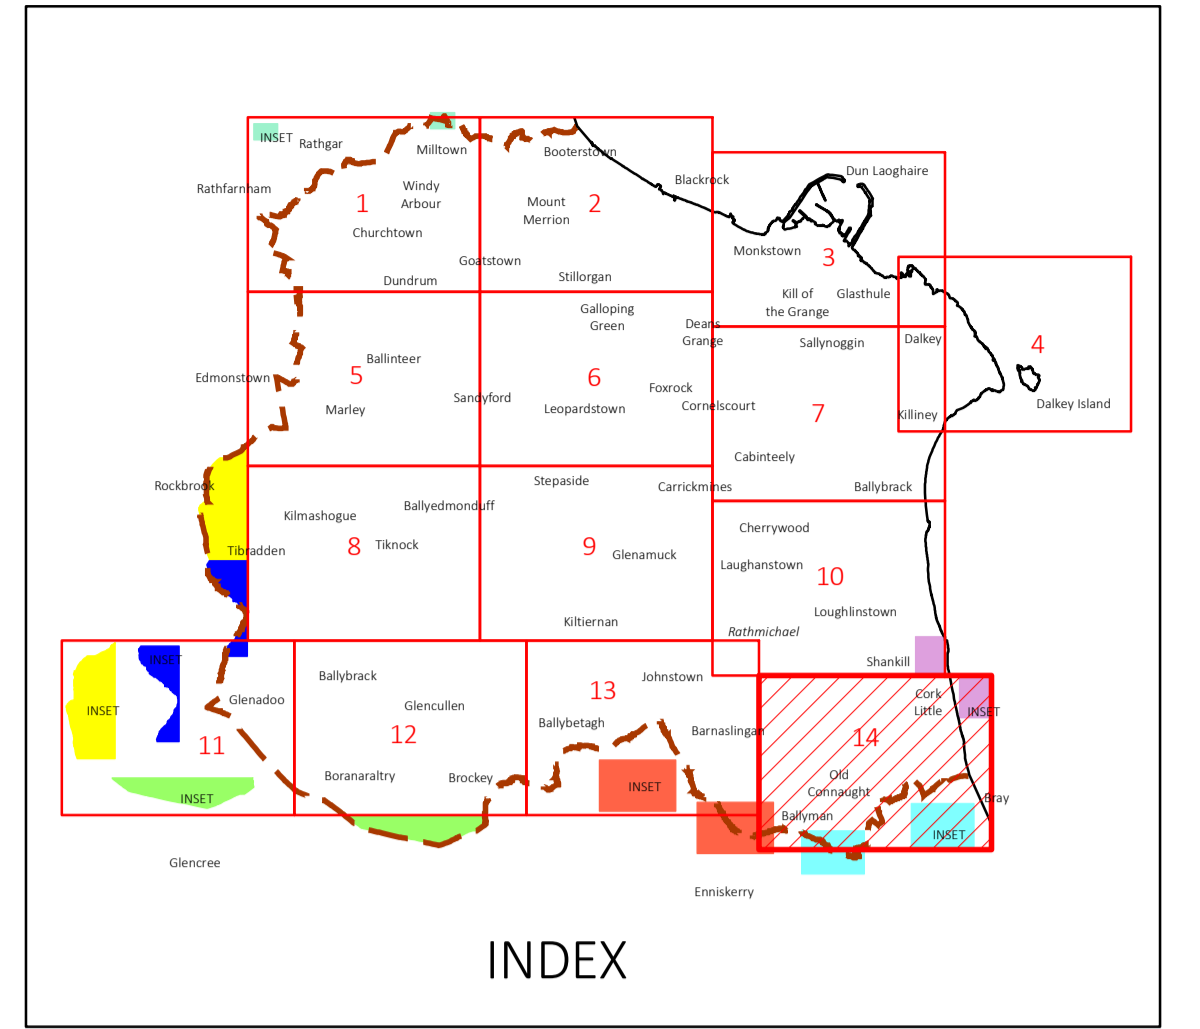 INSET
Rathgar
Milltown
Booterstown
Rathfarnham
Windy
Arbour
1
Churchtown
Goatstown
Dundrum
Mount
Merrion
2
Stillorgan
Blackrock
Dun Laoghaire
Monkstown
3
Kill of
the Grange
Glasthule
4
Dalkey
Dalkey Island
Killiney
Edmonstown
Ballinteer
5
Marley
Sandyford
Galloping
Green
Deans
Grange
6
Foxrock
Leopardstown
Cornelscourt
Sallynoggin
7
Cabinteely
Ballybrack
Rockbrook
Tibradden
Kilmashogue
Ballyedmonduff
8
Tiknock
Stepaside
Carrickmines
9
Glenamuck
Kiltiernan
Cherrywood
Laughanstown
10
Loughlinstown
Rathmichael
Shankill
INSET
INSET
Glenadoo
11
INSET
Ballybrack
Glencullen
12
Boranaraltry
Brockey
Johnstown
13
Ballybetagh
Barnaslingan
INSET
Cork
Little
INSET
14
Old
Connaught
Bray
Ballyman
INSET
Glencree
Enniskerry
INDEX